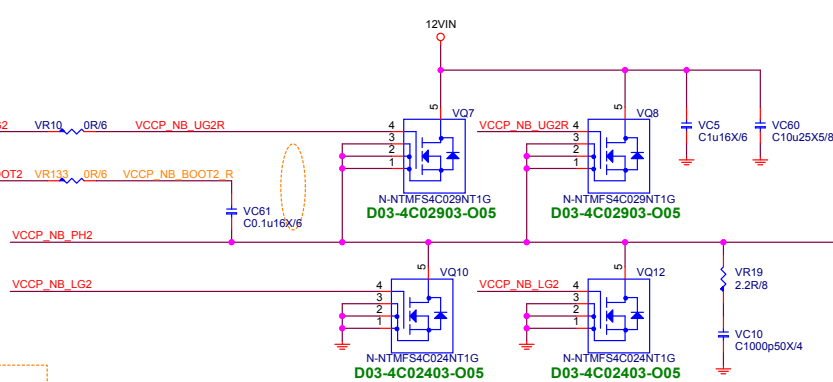 12VIN
5
5
G2 VR10 0R/6 VCCP_NB_UG2R
4
3
2
1
VQ7
VCCP_NB_UG2R
4
3
2
1
VQ8
VC5
C1u16X/6
VC60
C10u25X5/8
OOT2 VR133 0R/6 VCCP_NB_BOOT2_R
N-NTMFS4C029NT1G
D03-4C02903-O05
N-NTMFS4C029NT1G
D03-4C02903-O05
VC61
C0.1u16X/6
VCCP_NB_PH2
5
5
VCCP_NB_LG2
4
3
2
1
VQ10
VCCP_NB_LG2
4
3
2
1
VQ12
VR19
2.2R/8
VC10
C1000p50X/4
N-NTMFS4C024NT1G
D03-4C02403-O05
N-NTMFS4C024NT1G
D03-4C02403-O05